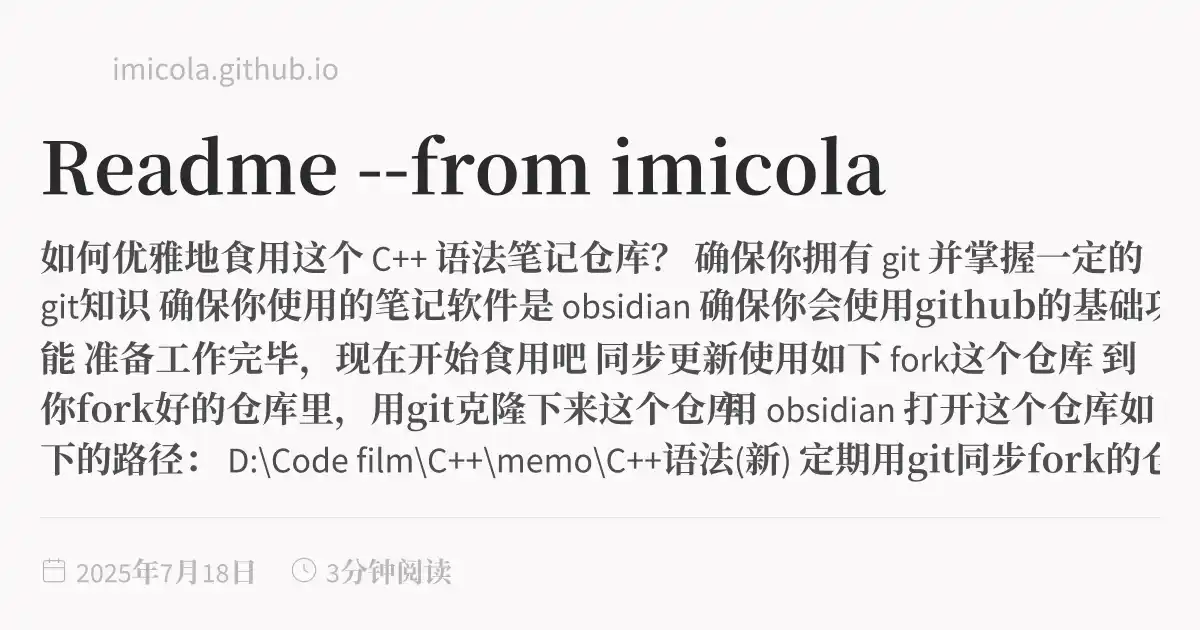 imicola.github.io
Readme --from imicola
如何优雅地食用这个 C++ 语法笔记仓库？ 确保你拥有 git 并掌握一定的
git知识 确保你使用的笔记软件是 obsidian 确保你会使用github的基础
能 准备工作完毕，现在开始食用吧 同步更新使用如下 fork这个仓库 到
你fork好的仓库里，用git克隆下来这个仓库用 obsidian 打开这个仓库如
下的路径： D:\Code film\C++\memo\C++语法(新) 定期用git同步fork的
2025年7月18日 3分钟阅读